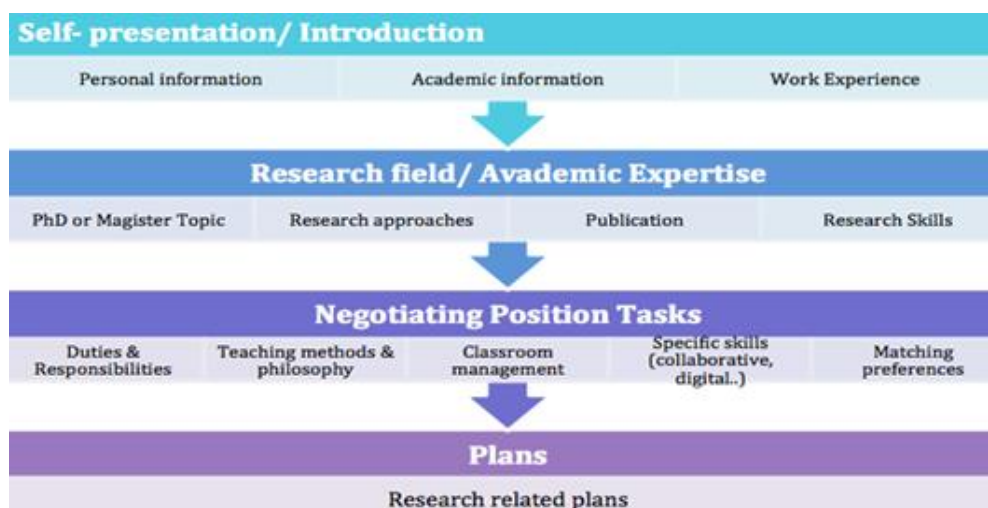 Self- presentation/ Introduction
Personal information
Academic information
Work Experience
Research field/ Avademic Expertise
PhD or Magister Topic
Research approaches
Publication
Research Skills
Negotiating Position Tasks
Duties &
Responsibilities
Teaching methods &
philosophy
Classroom
management
Specific skills
(collaborative,
digital..)
Matching
preferences
Plans
Research related plans